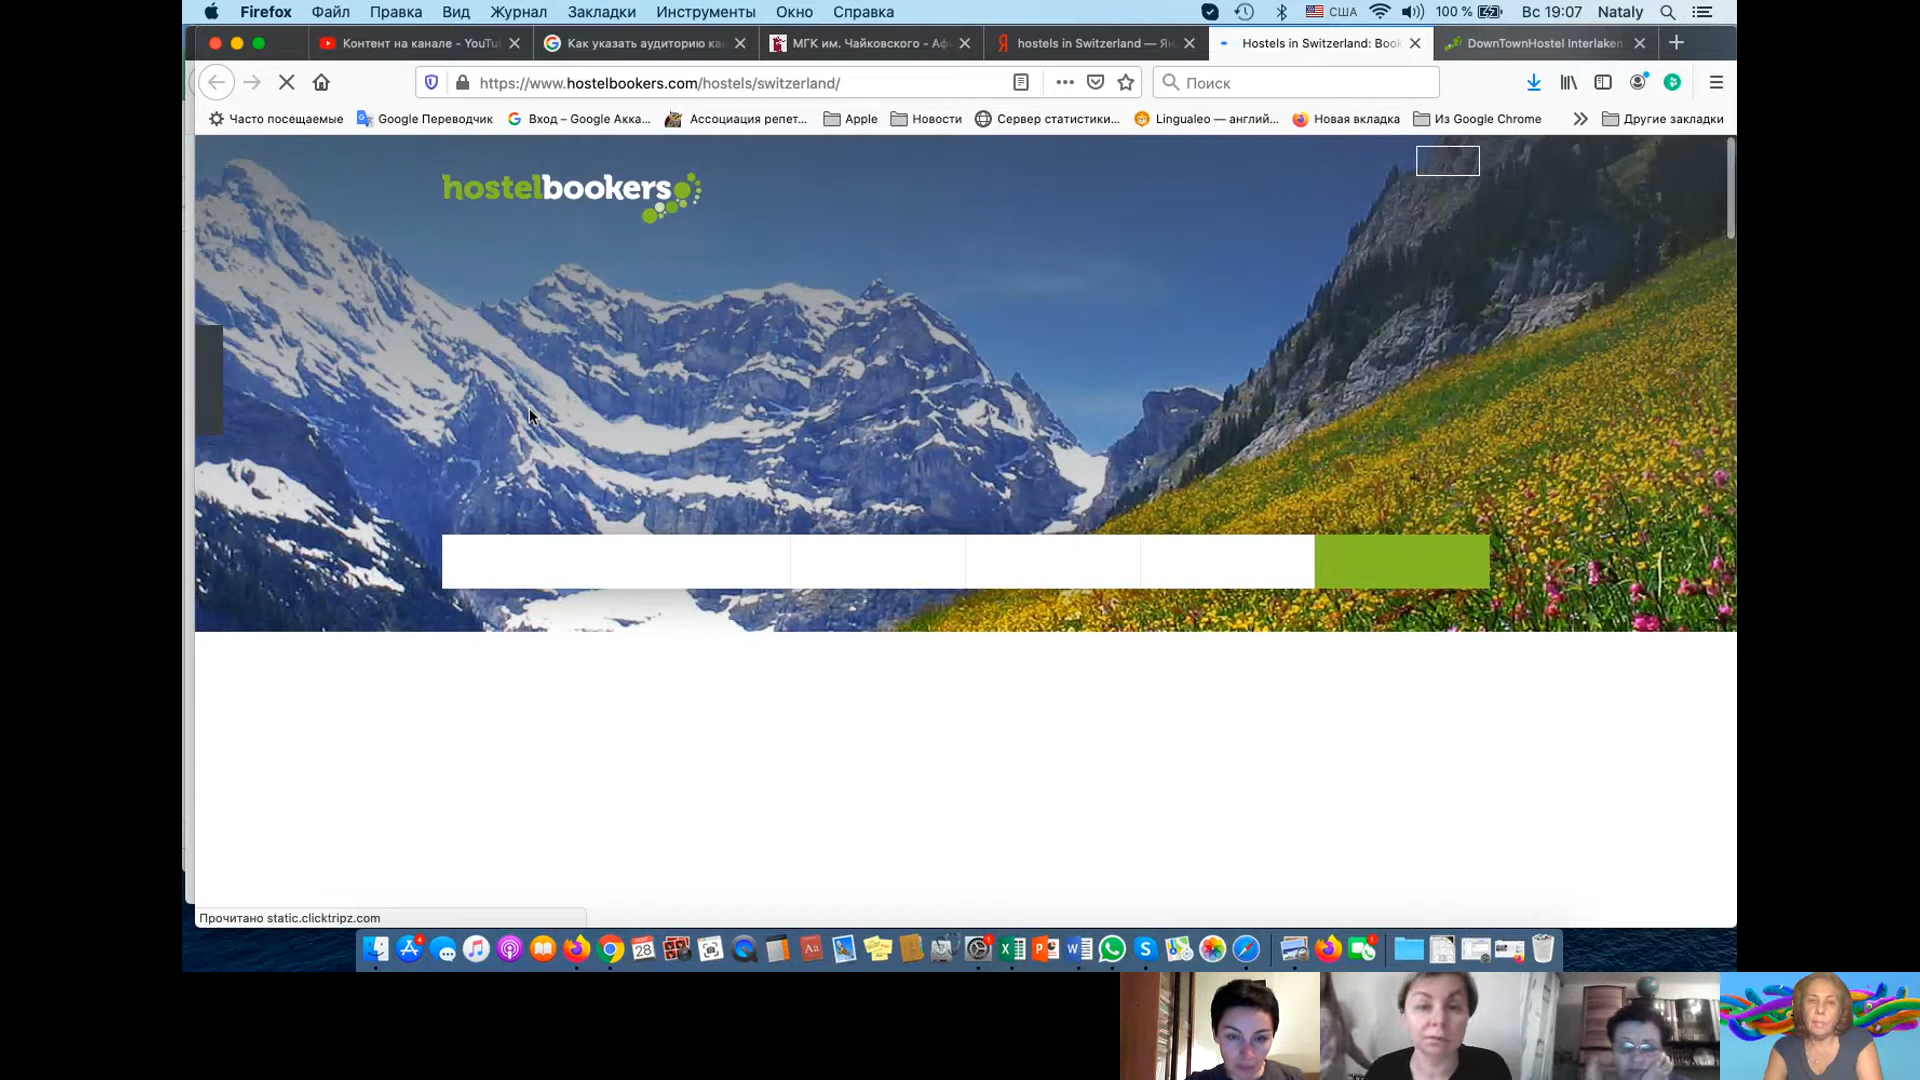 Firefox Файл Правка Вид Журнал Закладки Инструменты Окно Справка США 100 % Вс 19:07 Nataly
Контент на канале - YouTu Как указать аудиторию ка МГК им. Чайковского - Аф hostels in Switzerland — Ян Hostels in Switzerland: Book DownTownHostel Interlaken
https://www.hostelbookers.com/hostels/switzerland/ Поиск
Часто посещаемые Google Переводчик Вход – Google Акка... Ассоциация репет... Apple Новости Сервер статистики... Lingualeo — англий... Новая вкладка Из Google Chrome Другие закладки
hostelbookers
Прочитано static.clicktripz.com
28